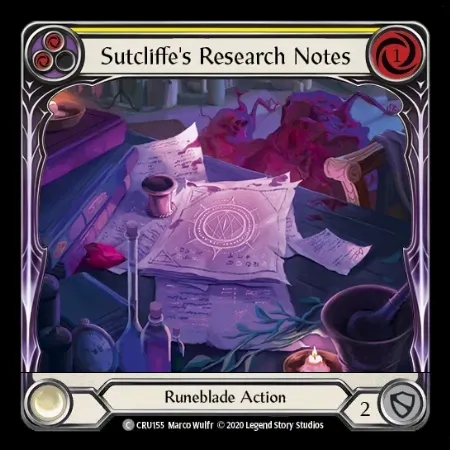 Sutcliffe's Research Notes
1
Runeblade Action
2
C CRU155 Marco Wulfr © 2020 Legend Story Studios